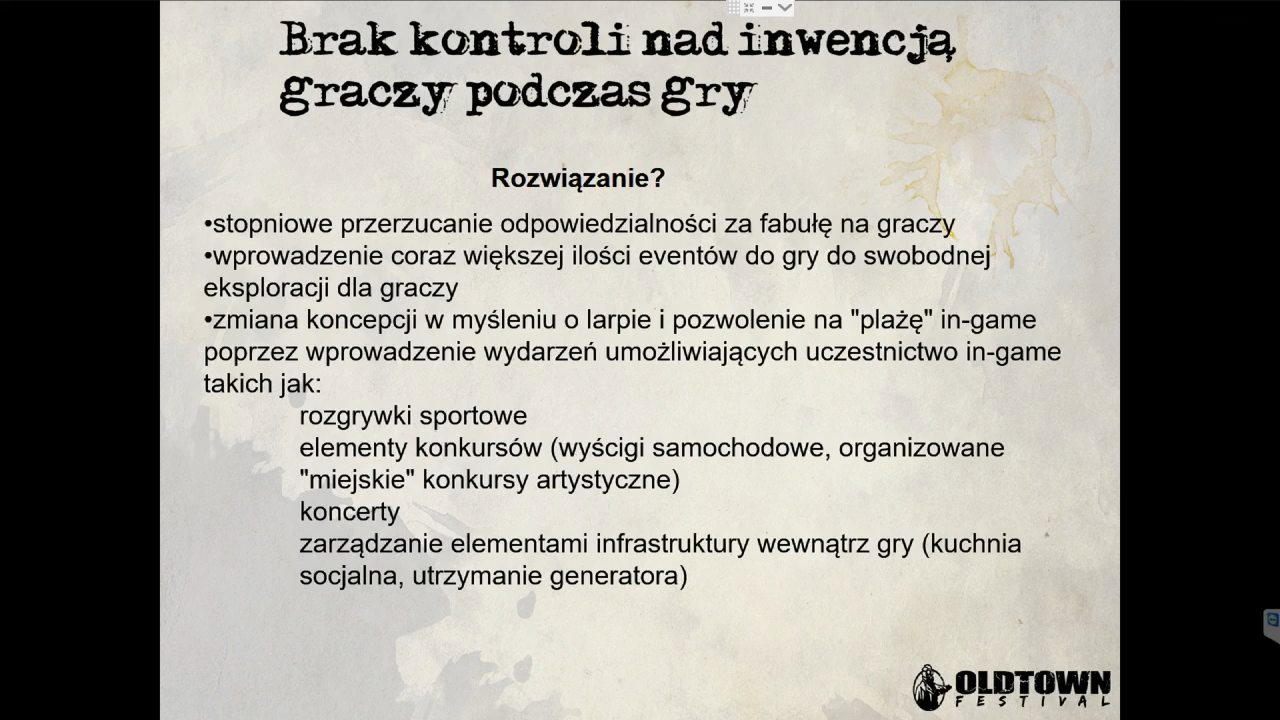 Brak kontroli nad inwencją
graczy podczas gry
Rozwiązanie?
•stopniowe przerzucanie odpowiedzialności za fabułę na graczy
•wprowadzenie coraz większej ilości eventów do gry do swobodnej
eksploracji dla graczy
•zmiana koncepcji w myśleniu o larpie i pozwolenie na "plażę" in-game
poprzez wprowadzenie wydarzeń umożliwiających uczestnictwo in-game
takich jak:
rozgrywki sportowe
elementy konkursów (wyścigi samochodowe, organizowane
"miejskie" konkursy artystyczne)
koncerty
zarządzanie elementami infrastruktury wewnątrz gry (kuchnia
socjalna, utrzymanie generatora)
OLDTOWN
FESTIVAL